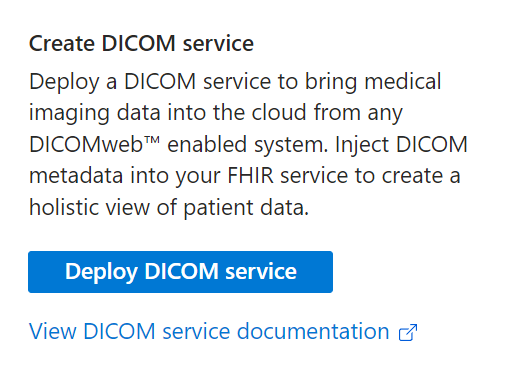 Create DICOM service
Deploy a DICOM service to bring medical
imaging data into the cloud from any
DICOMweb™ enabled system. Inject DICOM
metadata into your FHIR service to create a
holistic view of patient data.
Deploy DICOM service
View DICOM service documentation